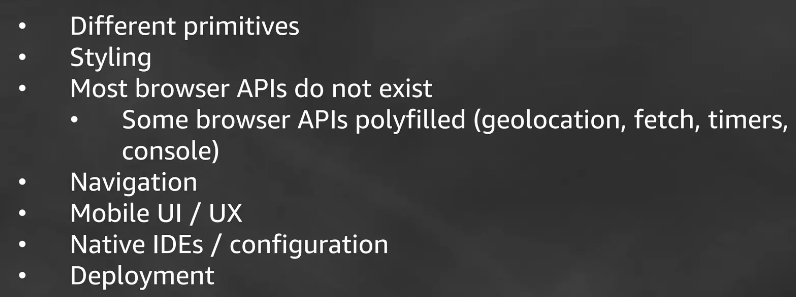 • Different primitives
• Styling
• Most browser APIs do not exist
• Some browser APIs polyfilled (geolocation, fetch, timers,
console)
• Navigation
• Mobile UI / UX
• Native IDEs / configuration
• Deployment